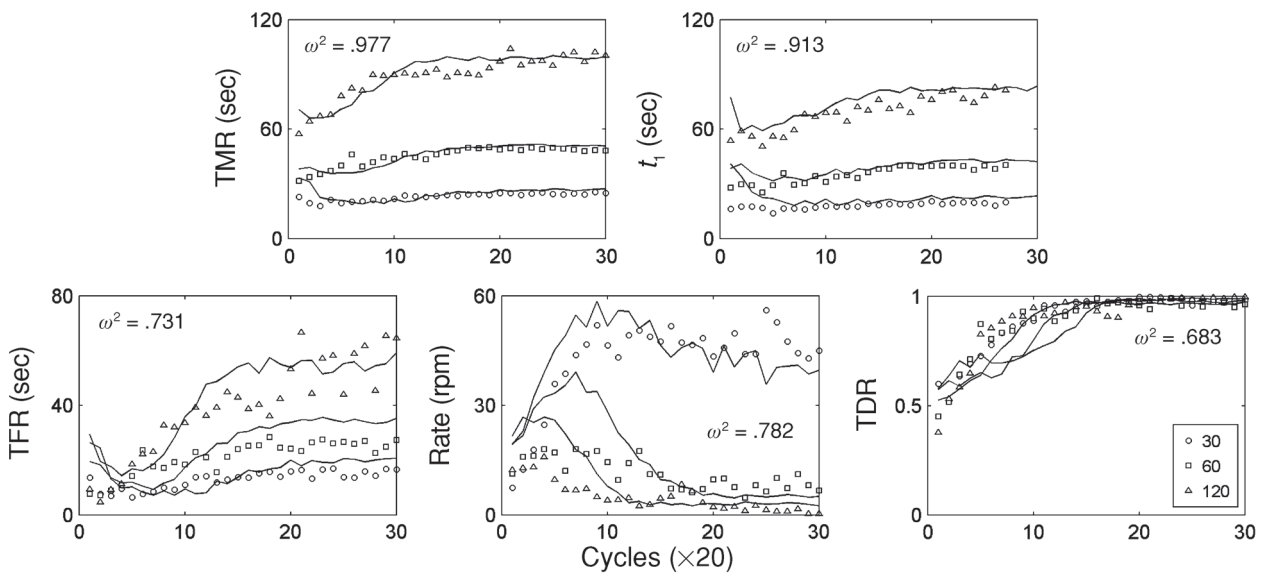 120
60
0
TMR (sec)
ω² = .977
0 10 20 30
120
60
0
t₁ (sec)
ω² = .913
0 10 20 30
80
40
0
TFR (sec)
ω² = .731
0 10 20 30
60
30
0
Rate (rpm)
ω² = .782
0 10 20 30
1
0.5
0
TDR
ω² = .683
30
60
120
0 10 20 30
Cycles (×20)